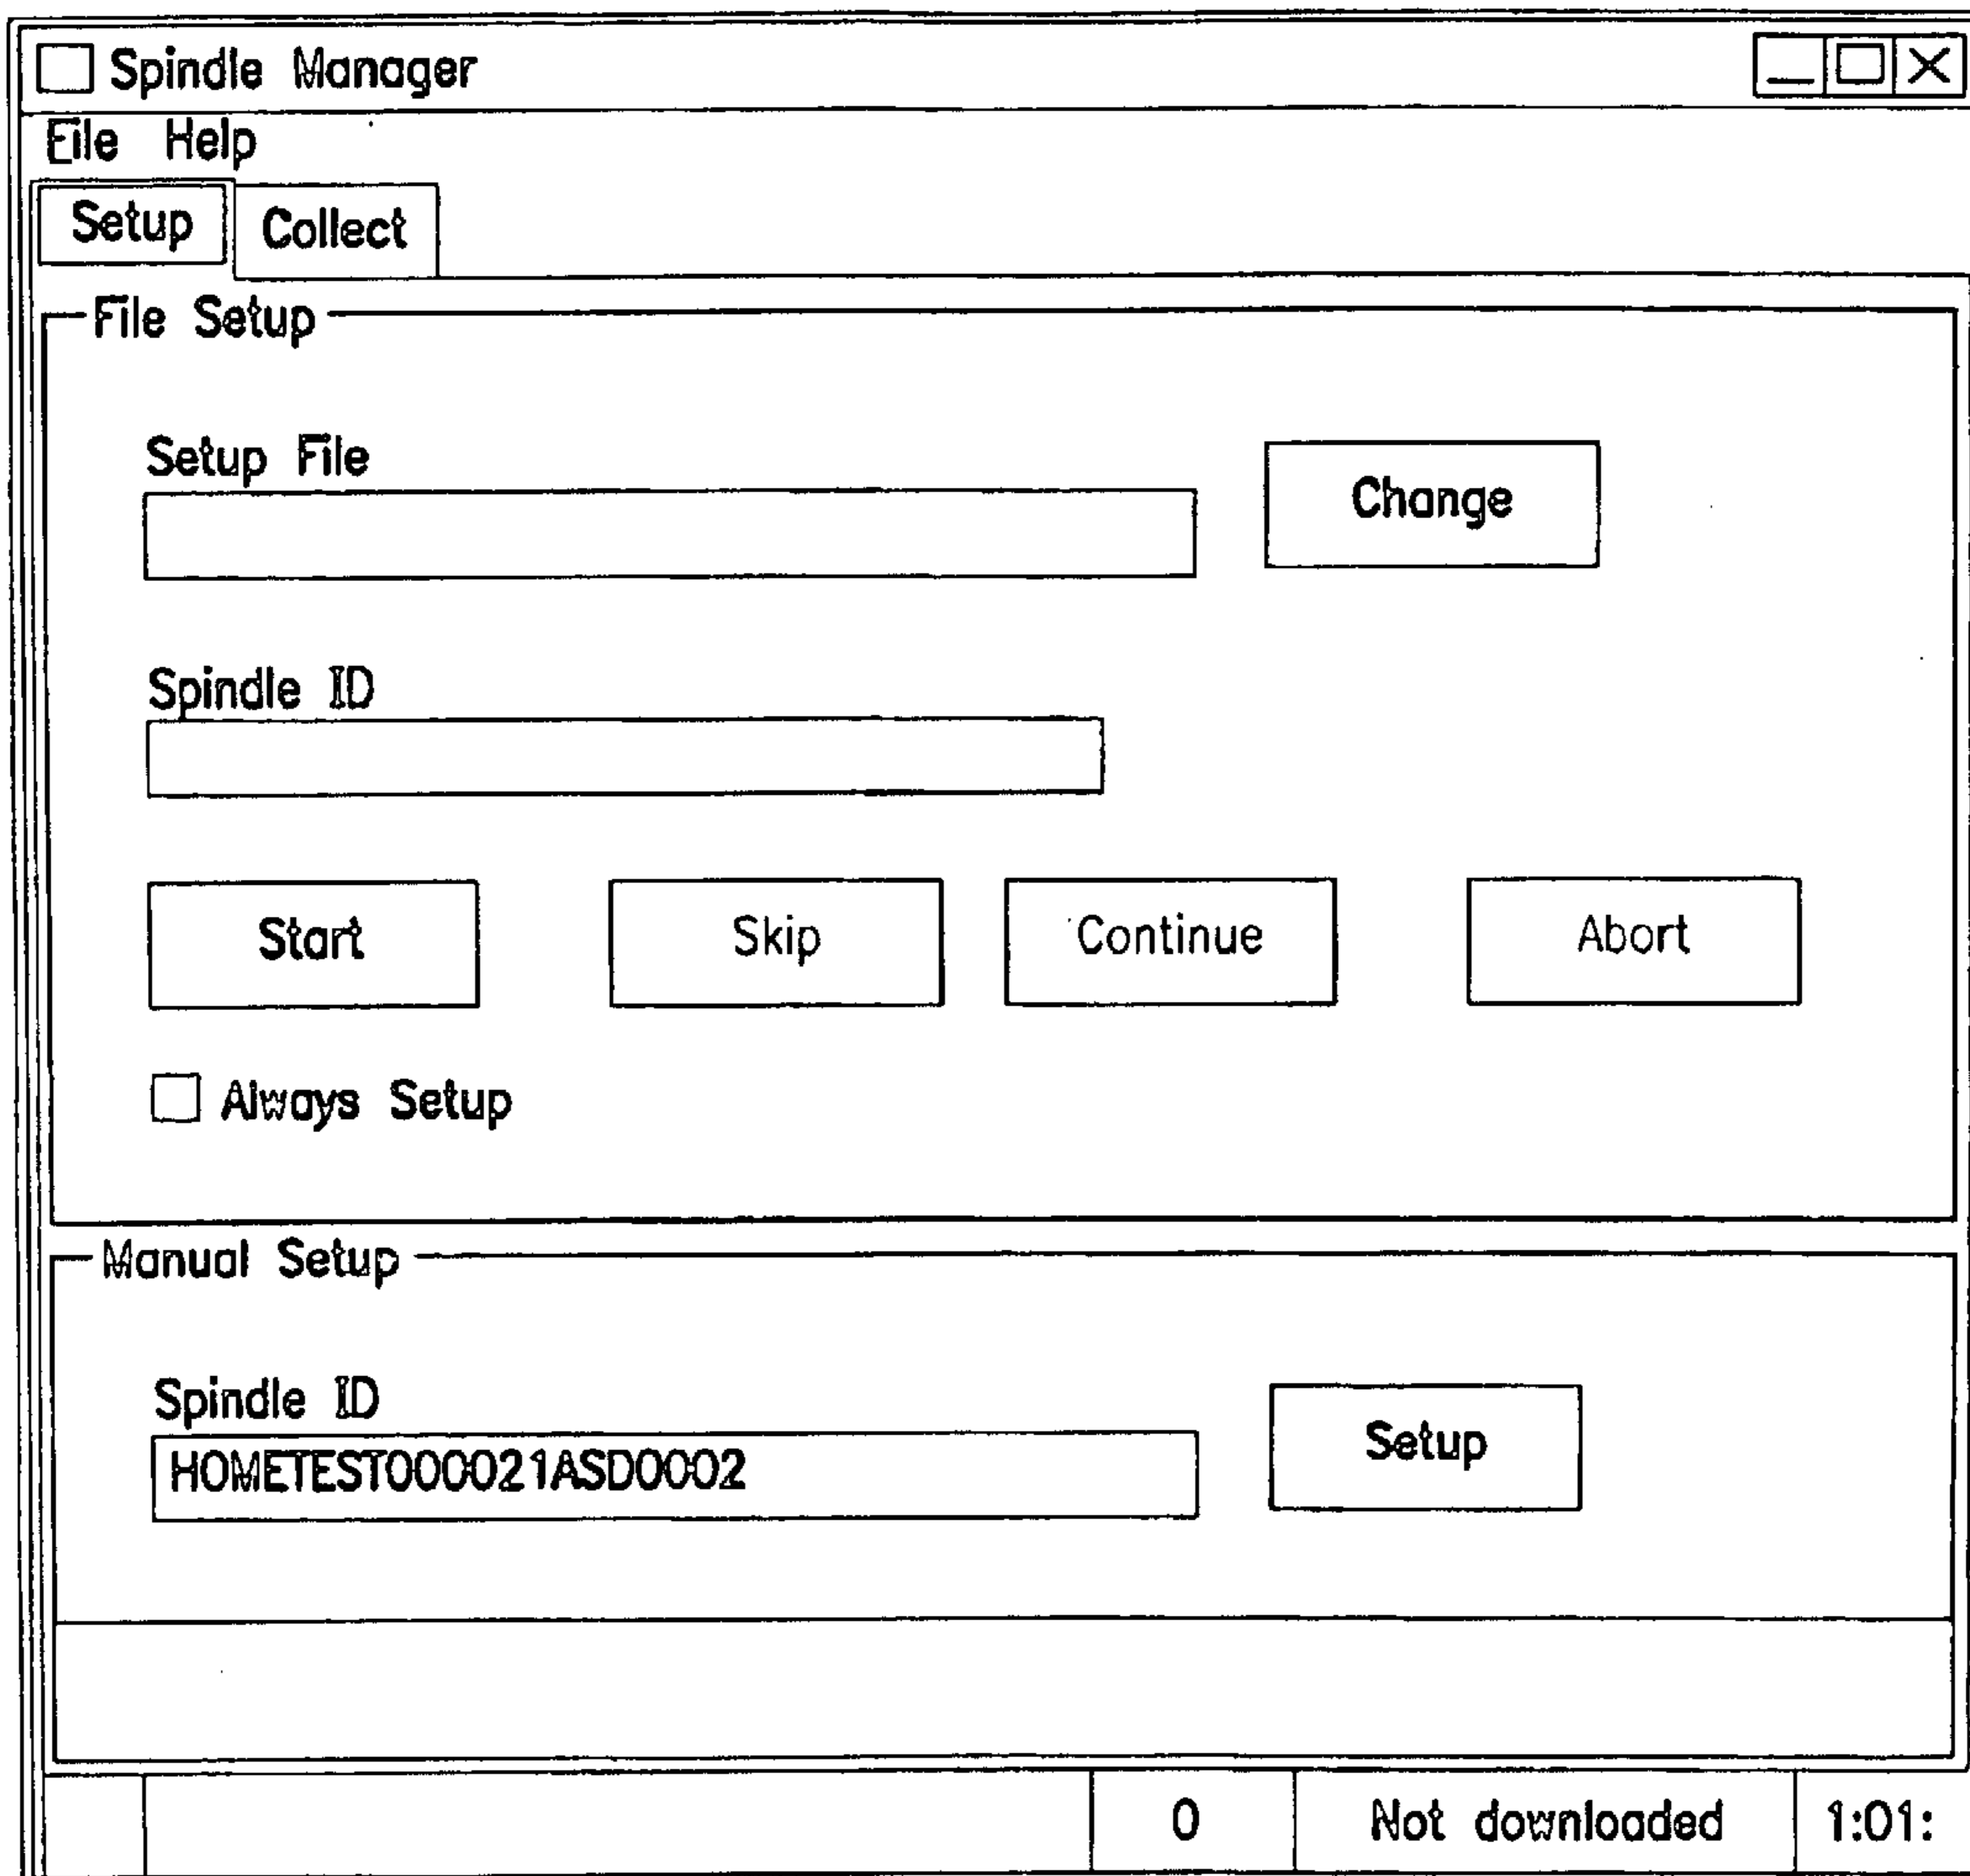 Spindle Manager
File Help
Setup Collect
File Setup
Setup File
Change
Spindle ID
Start Skip Continue Abort
Always Setup
Manual Setup
Spindle ID
Setup
HOMETEST000021ASD0002
0 Not downloaded 1:01: